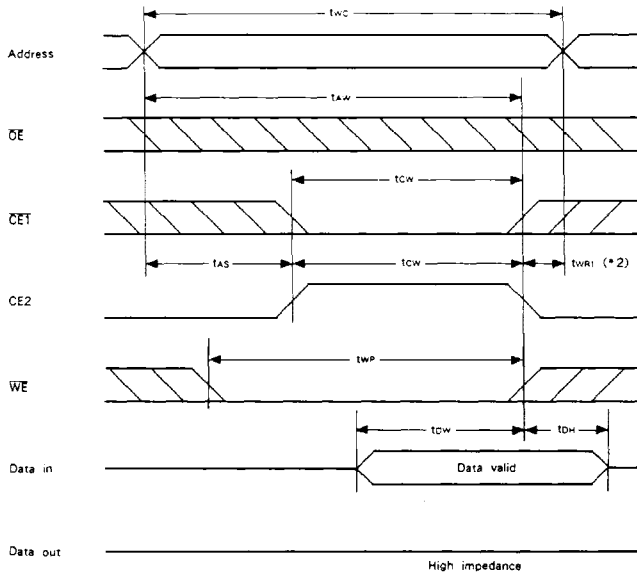 twc
Address
tAW
OE
tcw
CE1
tAS tcw twR1 (*2)
CE2
twP
WE
tDW tDH
Data in Data valid
Data out
High impedance